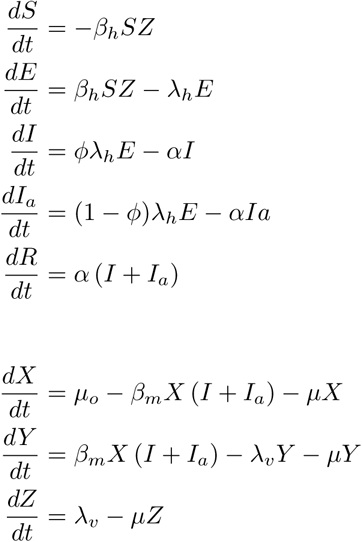 dS/dt = −β_h SZ
dE/dt = β_h SZ − λ_h E
dI/dt = ϕλ_h E − αI
dI_a/dt = (1 − ϕ)λ_h E − αIa
dR/dt = α (I + I_a)
dX/dt = μ_o − β_m X (I + I_a) − μX
dY/dt = β_m X (I + I_a) − λ_v Y − μY
dZ/dt = λ_v − μZ